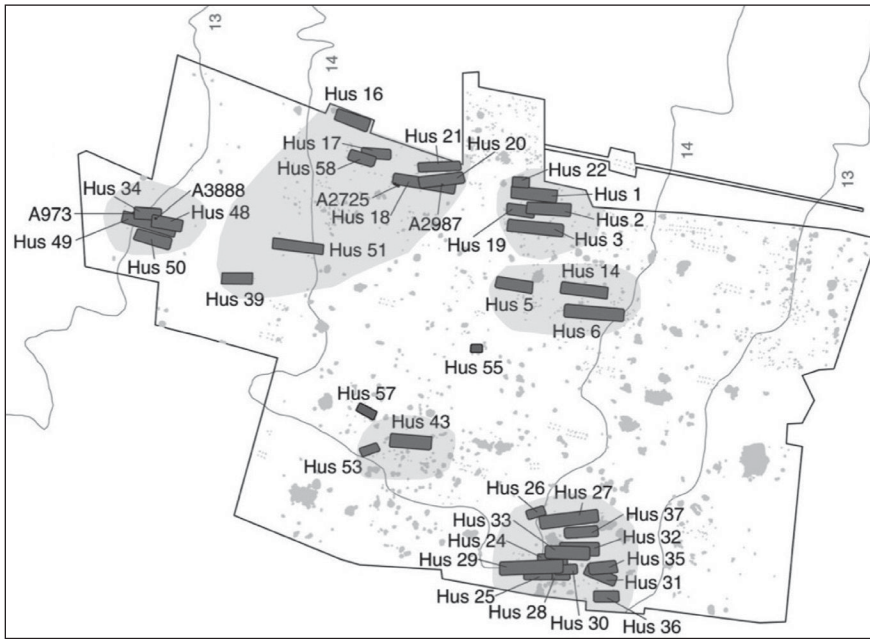 13
14
Hus 16
Hus 17
Hus 58
Hus 21
Hus 20
Hus 22
Hus 1
Hus 2
Hus 19
Hus 3
A2725
Hus 18
A2987
Hus 34
A3888
A973
Hus 48
Hus 49
Hus 50
Hus 51
Hus 39
14
13
Hus 14
Hus 5
Hus 6
Hus 55
Hus 57
Hus 43
Hus 53
Hus 26
Hus 27
Hus 33
Hus 37
Hus 24
Hus 32
Hus 29
Hus 35
Hus 31
Hus 25
Hus 28
Hus 30
Hus 36